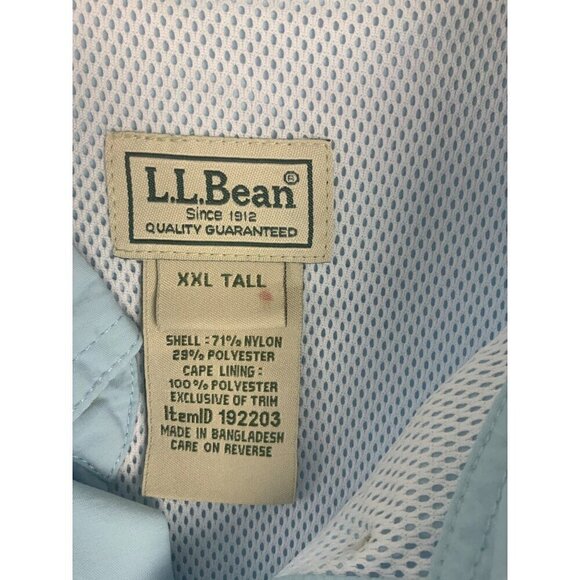 L.L.Bean®
Since 1912
QUALITY GUARANTEED
XXL TALL
SHELL: 71% NYLON
29% POLYESTER
CAPE LINING:
100% POLYESTER
EXCLUSIVE OF TRIM
ItemID 192203
MADE IN BANGLADESH
CARE ON REVERSE